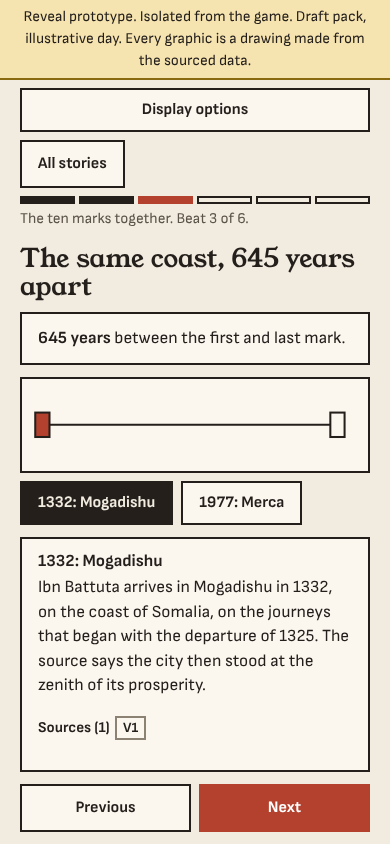 Reveal prototype. Isolated from the game. Draft pack,
illustrative day. Every graphic is a drawing made from
the sourced data.
Display options
All stories
The ten marks together. Beat 3 of 6.
The same coast, 645 years
apart
645 years between the first and last mark.
1332: Mogadishu
1977: Merca
1332: Mogadishu
Ibn Battuta arrives in Mogadishu in 1332,
on the coast of Somalia, on the journeys
that began with the departure of 1325. The
source says the city then stood at the
zenith of its prosperity.
Sources (1) V1
Previous
Next